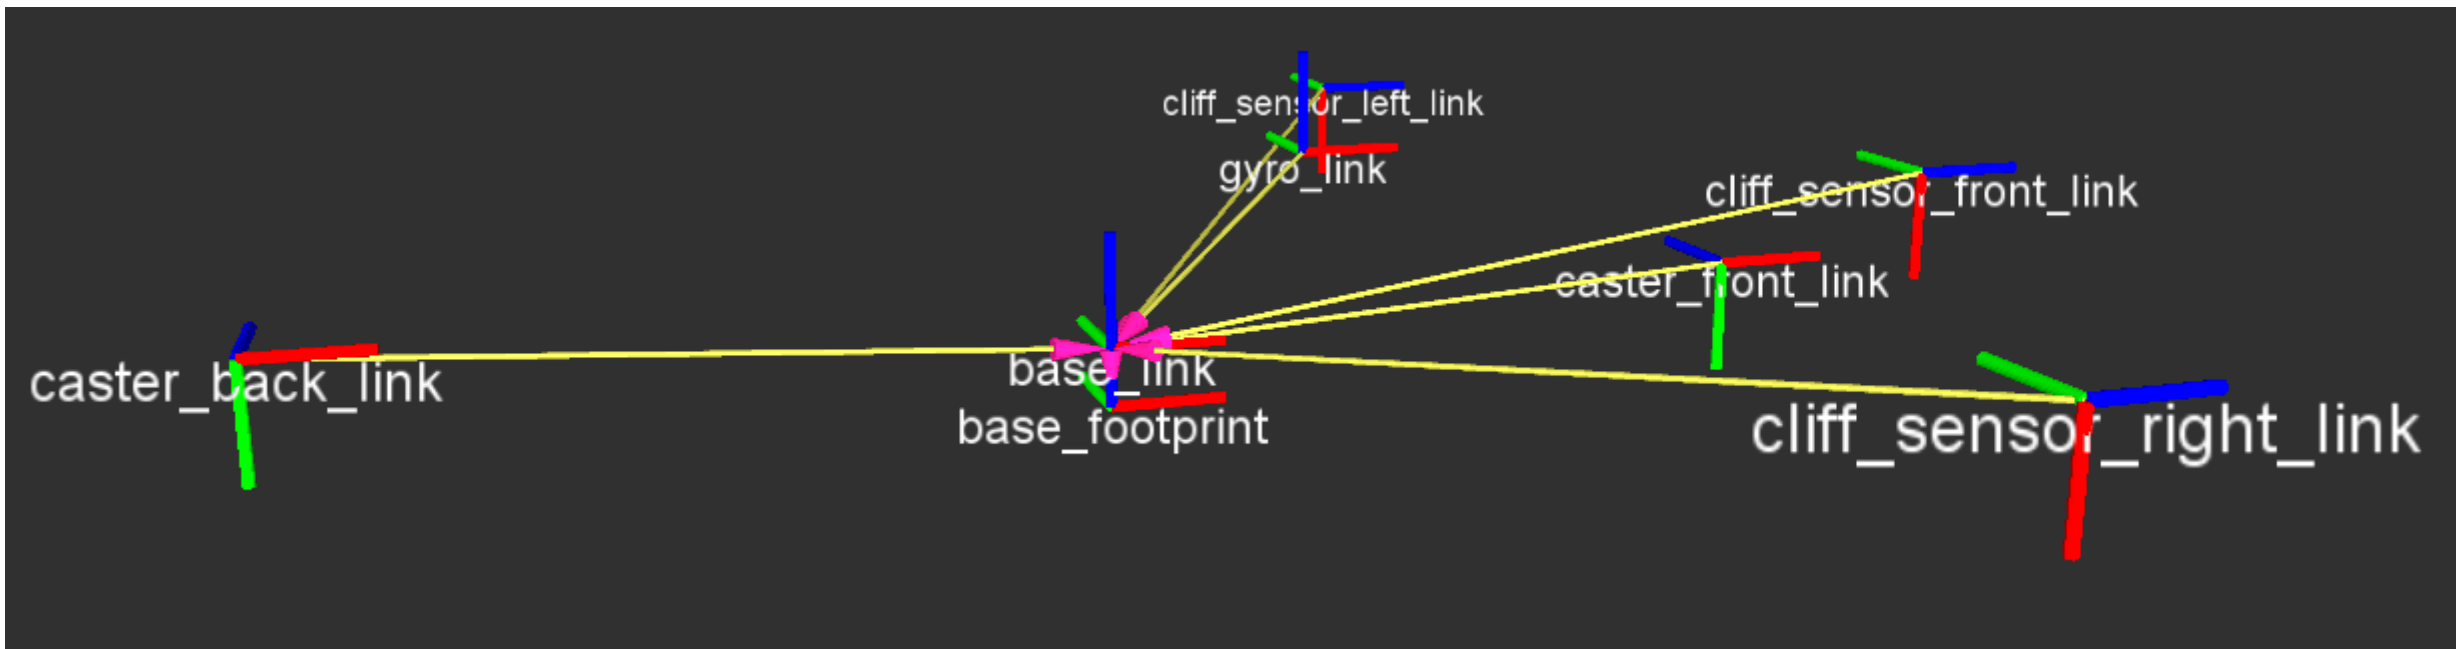 cliff_sensor_left_link
gyro_link
cliff_sensor_front_link
caster_front_link
caster_back_link
base_link
base_footprint
cliff_sensor_right_link